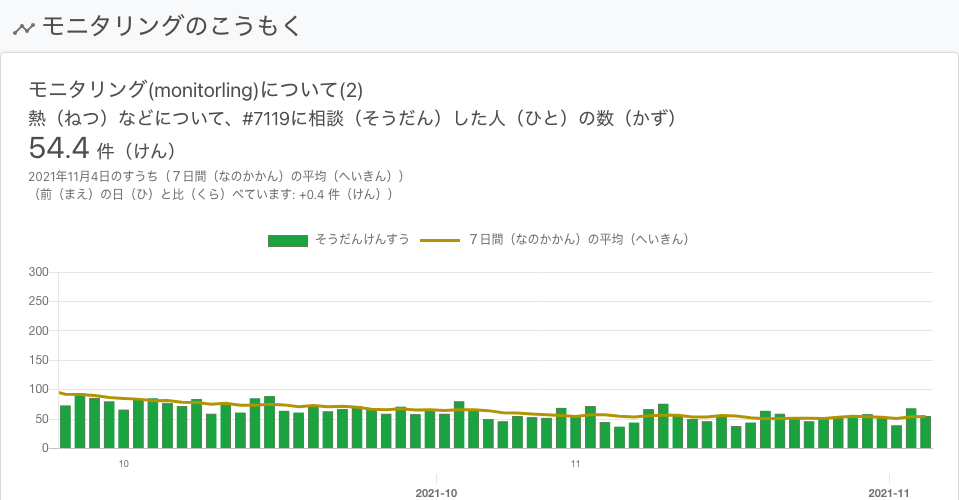 モニタリングのこうもく
モニタリング(monitorling)について(2)
熱（ねつ）などについて、#7119に相談（そうだん）した人（ひと）の数（かず）
54.4 件（けん）
2021年11月4日のすうち（７日間（なのかかん）の平均（へいきん））
（前（まえ）の日（ひ）と比（くら）べています: +0.4 件（けん））
そうだんけんすう
７日間（なのかかん）の平均（へいきん）
300
250
200
150
100
50
0
10
11
2021-10
2021-11